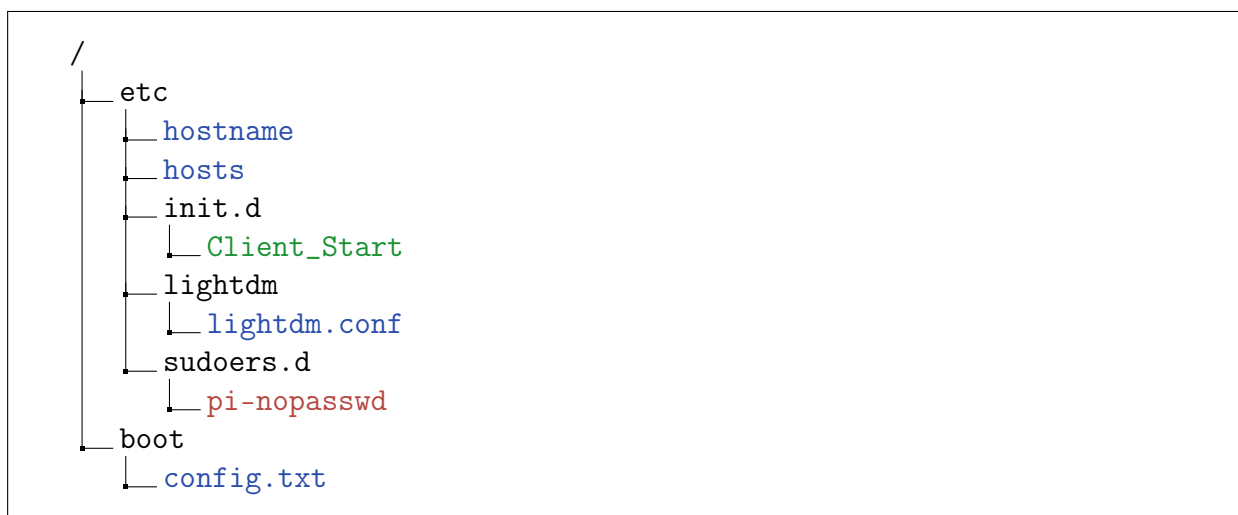 /
etc
hostname
hosts
init.d
Client_Start
lightdm
lightdm.conf
sudoers.d
pi-nopasswd
boot
config.txt